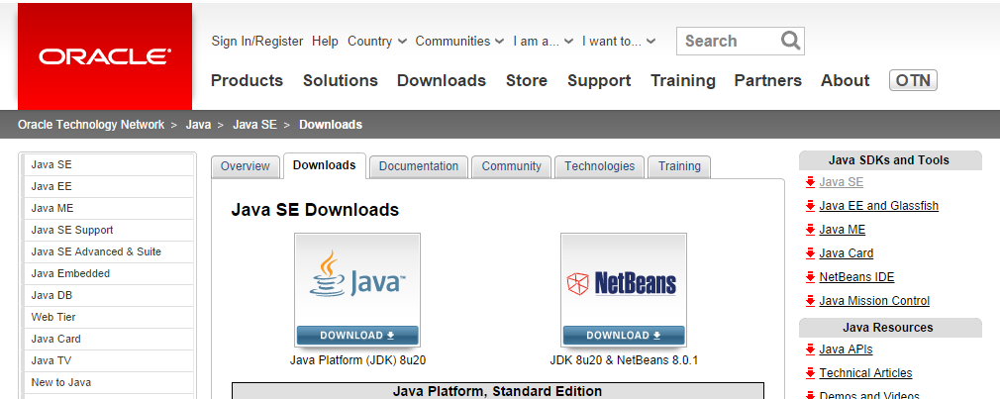 ORACLE®
Sign In/Register Help Country Communities I am a... I want to... Search
Products Solutions Downloads Store Support Training Partners About OTN
Oracle Technology Network > Java > Java SE > Downloads
Java SE
Java EE
Java ME
Java SE Support
Java SE Advanced & Suite
Java Embedded
Java DB
Web Tier
Java Card
Java TV
New to Java
Overview Downloads Documentation Community Technologies Training
Java SE Downloads
Java™
NetBeans
DOWNLOAD DOWNLOAD
Java Platform (JDK) 8u20 JDK 8u20 & NetBeans 8.0.1
Java Platform, Standard Edition
Java SDKs and Tools
Java SE
Java EE and Glassfish
Java ME
Java Card
NetBeans IDE
Java Mission Control
Java Resources
Java APIs
Technical Articles
Demos and Videos